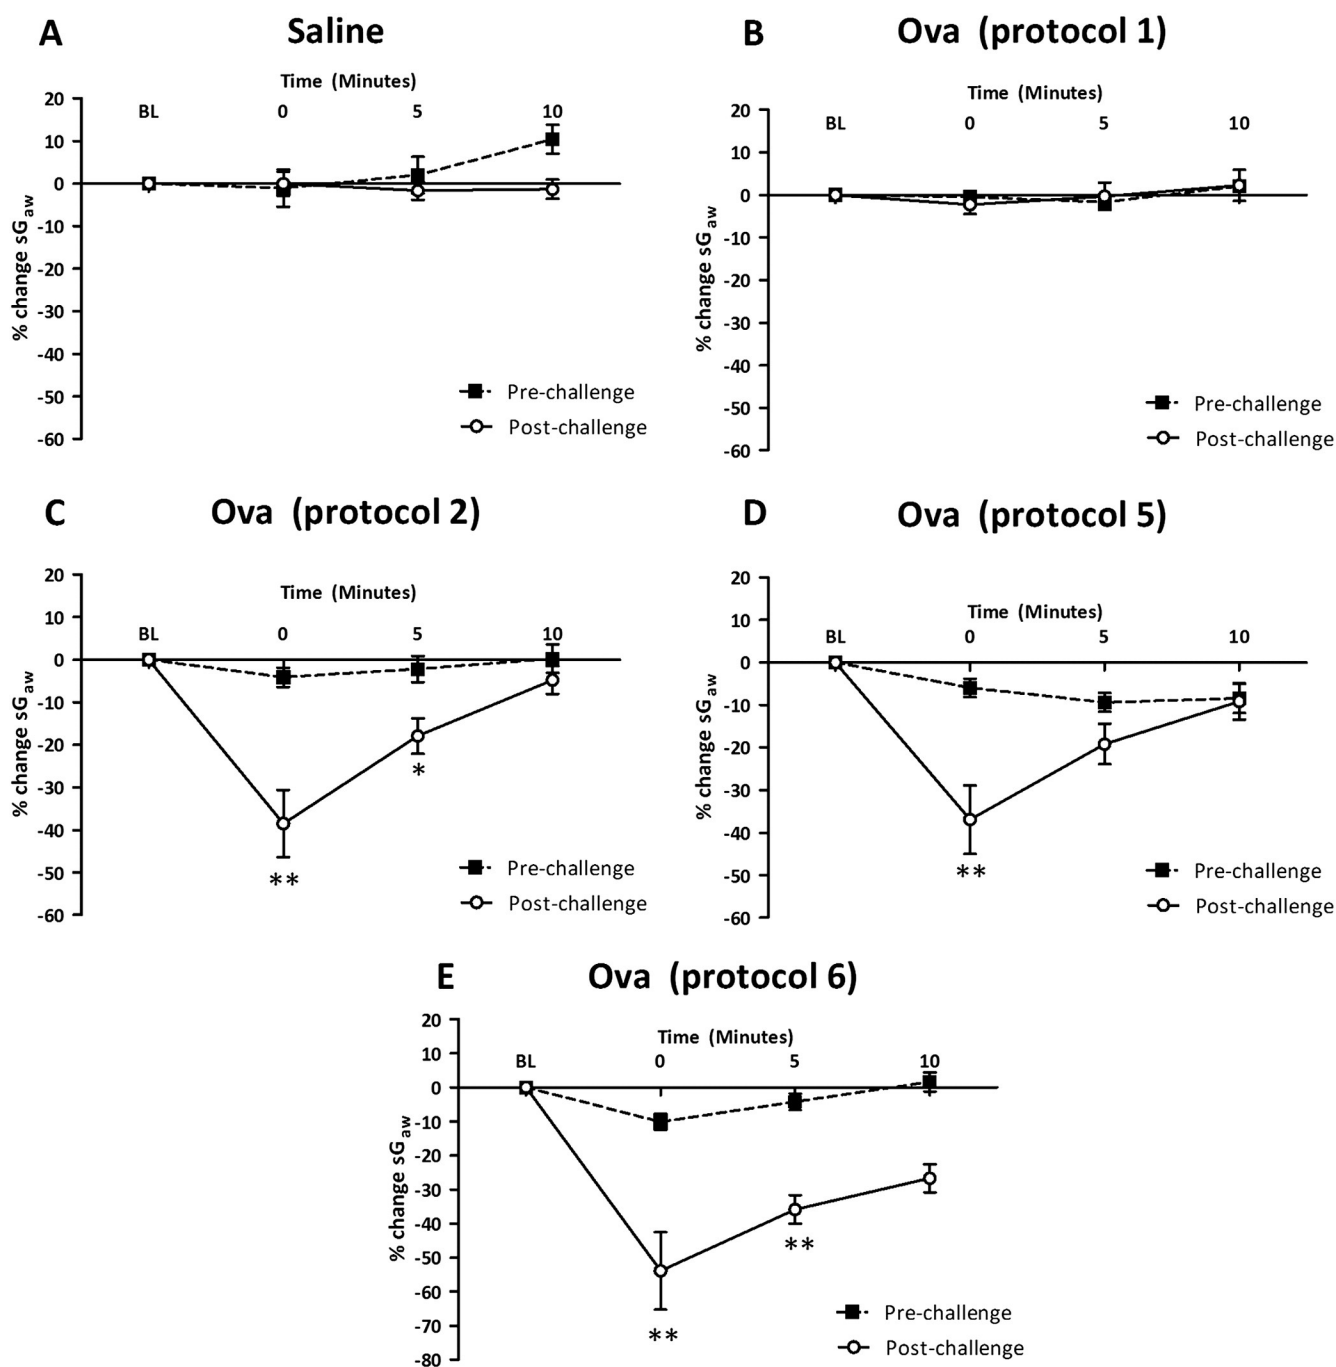 A Saline
Time (Minutes)
BL 0 5 10
20
10
0
-10
-20
-30
-40
-50
-60
% change sGaw
Pre-challenge
Post-challenge
B Ova (protocol 1)
Time (Minutes)
BL 0 5 10
20
10
0
-10
-20
-30
-40
-50
-60
% change sGaw
Pre-challenge
Post-challenge
C Ova (protocol 2)
Time (Minutes)
BL 0 5 10
20
10
0
-10
-20
-30
-40
-50
-60
% change sGaw
*
**
Pre-challenge
Post-challenge
D Ova (protocol 5)
Time (Minutes)
BL 0 5 10
20
10
0
-10
-20
-30
-40
-50
-60
% change sGaw
**
Pre-challenge
Post-challenge
E Ova (protocol 6)
Time (Minutes)
BL 0 5 10
20
10
0
-10
-20
-30
-40
-50
-60
-70
-80
% change sGaw
**
**
Pre-challenge
Post-challenge